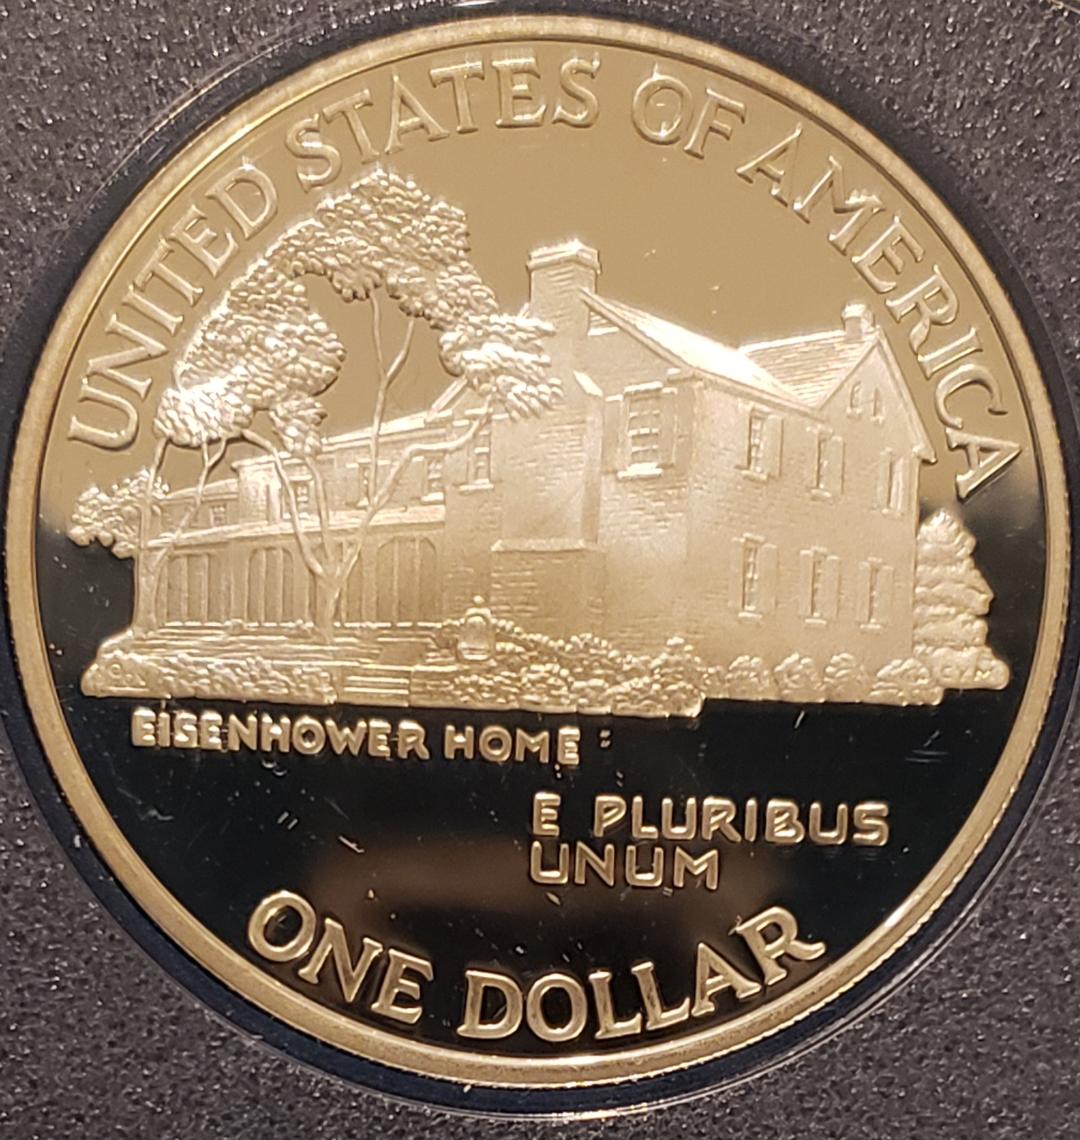 UNITED STATES OF AMERICA
EISENHOWER HOME
E PLURIBUS
UNUM
ONE DOLLAR